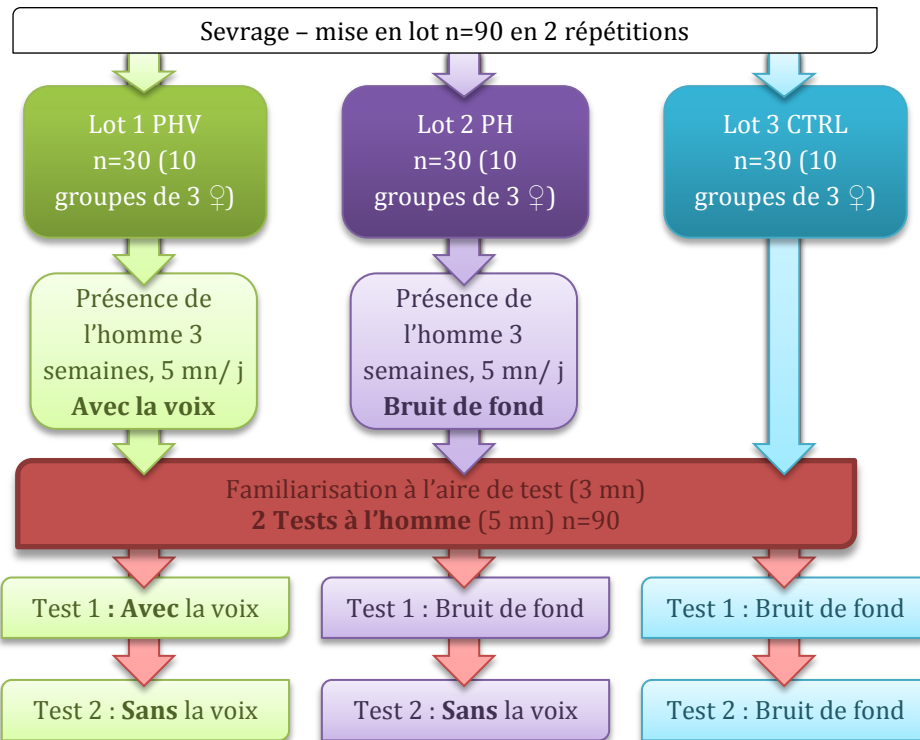 Sevrage – mise en lot n=90 en 2 répétitions
Lot 1 PHV
n=30 (10
groupes de 3 ♀)
Lot 2 PH
n=30 (10
groupes de 3 ♀)
Lot 3 CTRL
n=30 (10
groupes de 3 ♀)
Présence de
l’homme 3
semaines, 5 mn/ j
Avec la voix
Présence de
l’homme 3
semaines, 5 mn/ j
Bruit de fond
Familiarisation à l’aire de test (3 mn)
2 Tests à l’homme (5 mn) n=90
Test 1 : Avec la voix
Test 1 : Bruit de fond
Test 1 : Bruit de fond
Test 2 : Sans la voix
Test 2 : Sans la voix
Test 2 : Bruit de fond